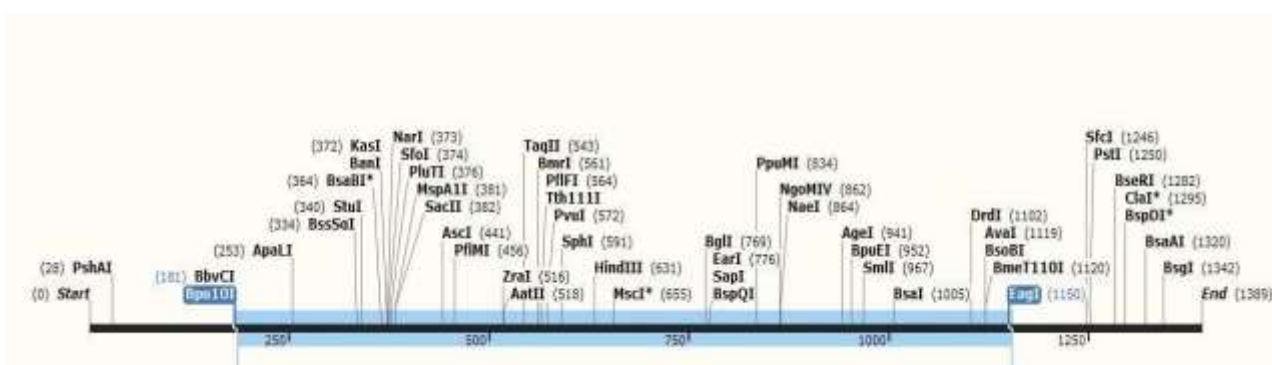 (28) PshAI
(0) Start
(181) BbvCI
Bpu10I
(253) ApaLI
(334) BssSαI
(340) StuI
(364) BsaBI*
BanI
(372) KasI
NarI (373)
SfoI (374)
PluTI (376)
MspA1I (381)
SacII (382)
AscI (441)
PflMI (456)
ZraI (516)
AatII (518)
TaqII (543)
BmrI (561)
PflFI (564)
Tth111I
PvuI (572)
SphI (591)
HindIII (631)
MscI* (655)
BglI (769)
EarI (776)
SapI
BspQI
PpuMI (834)
NgoMIV (862)
NaeI (864)
AgeI (941)
BpuEI (952)
SmlI (967)
BsaI (1005)
DrdI (1102)
AvaI (1119)
BsoBI
BmeT110I (1120)
EagI (1150)
SfcI (1246)
PstI (1250)
BseRI (1282)
ClaI* (1295)
BspDI*
BsaAI (1320)
BsgI (1342)
End (1389)
250
500
750
1000
1250